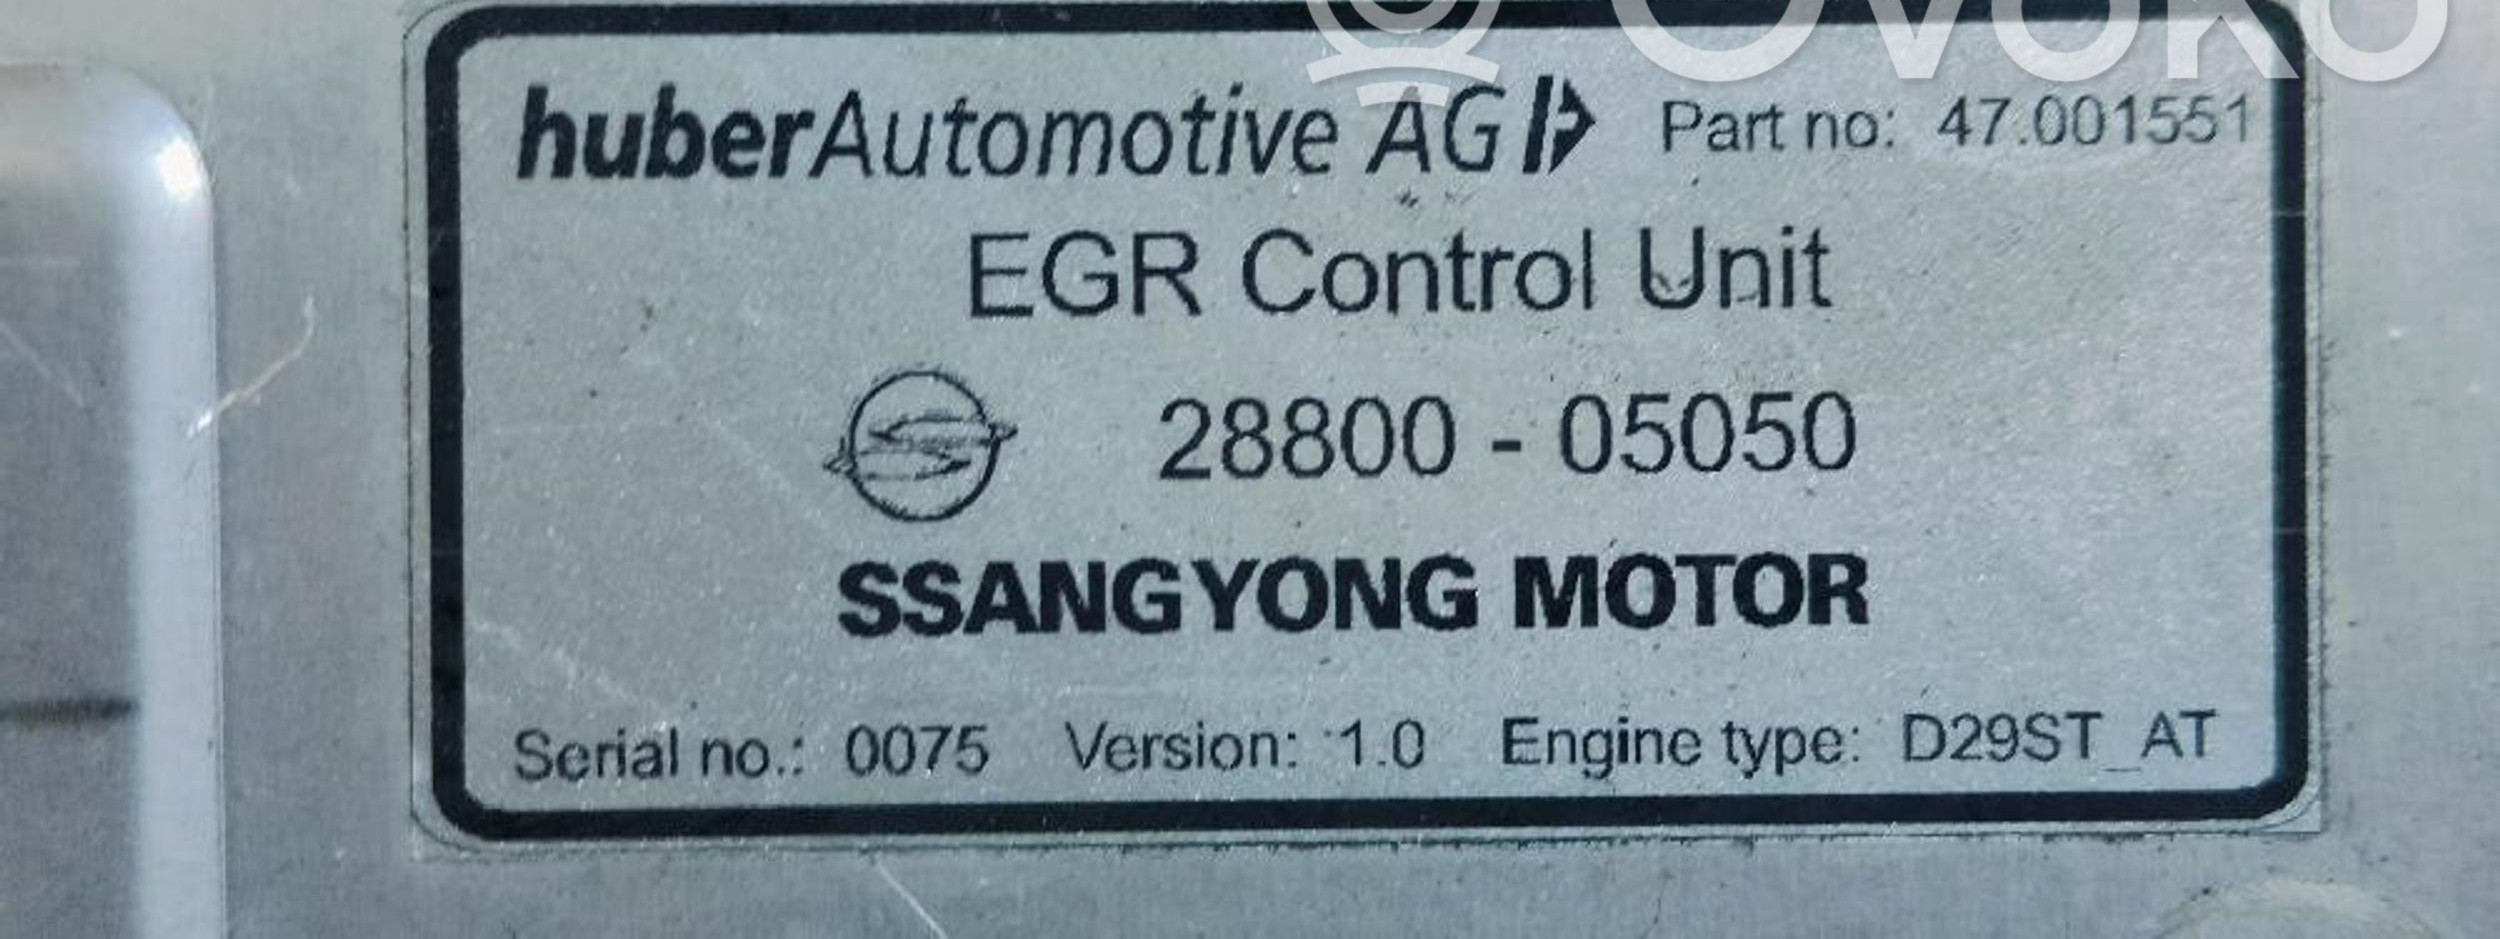 OVOKO
huberAutomotive AG Part no: 47.001551
EGR Control Unit
28800 - 05050
SSANGYONG MOTOR
Serial no.: 0075 Version: 1.0 Engine type: D29ST_AT